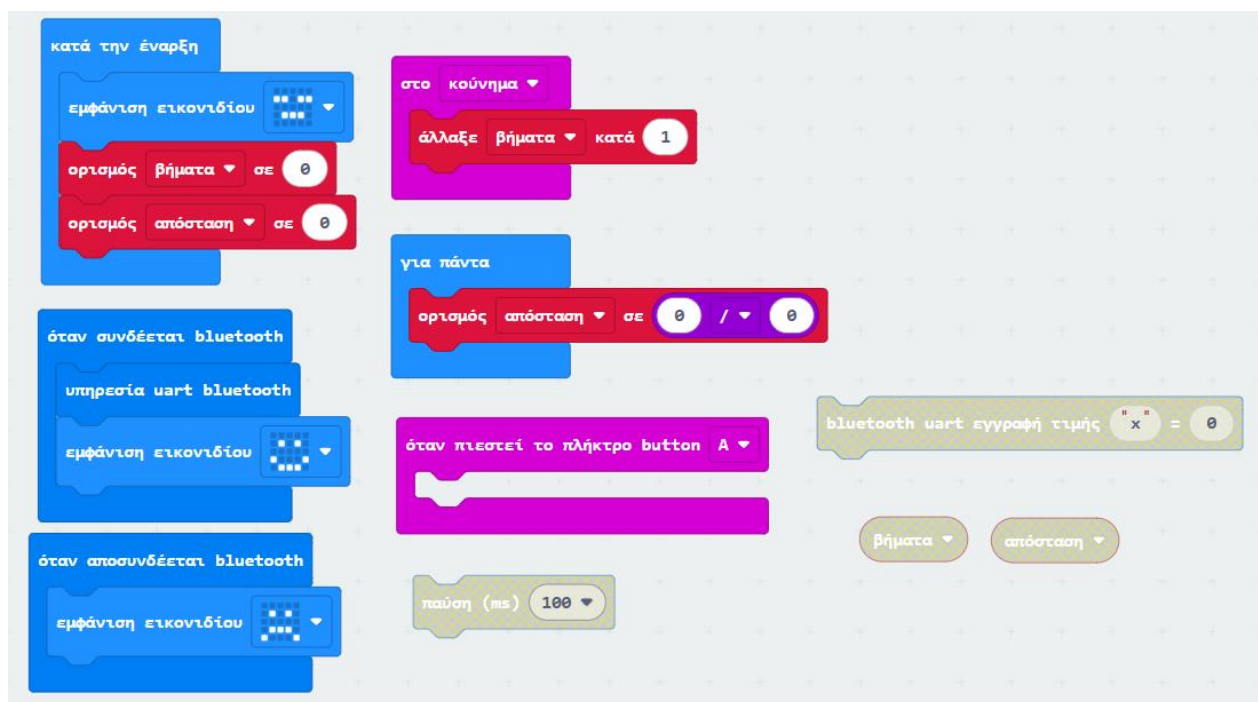 κατά την έναρξη
εμφάνιση εικονιδίου
ορισμός βήματα σε 0
ορισμός απόσταση σε 0
όταν συνδέεται bluetooth
υπηρεσία uart bluetooth
εμφάνιση εικονιδίου
όταν αποσυνδέεται bluetooth
εμφάνιση εικονιδίου
στο κούνημα
άλλαξε βήματα κατά 1
για πάντα
ορισμός απόσταση σε 0 / 0
όταν πιεστεί το πλήκτρο button A
παύση (ms) 100
bluetooth uart εγγραφή τιμής "x" = 0
βήματα
απόσταση